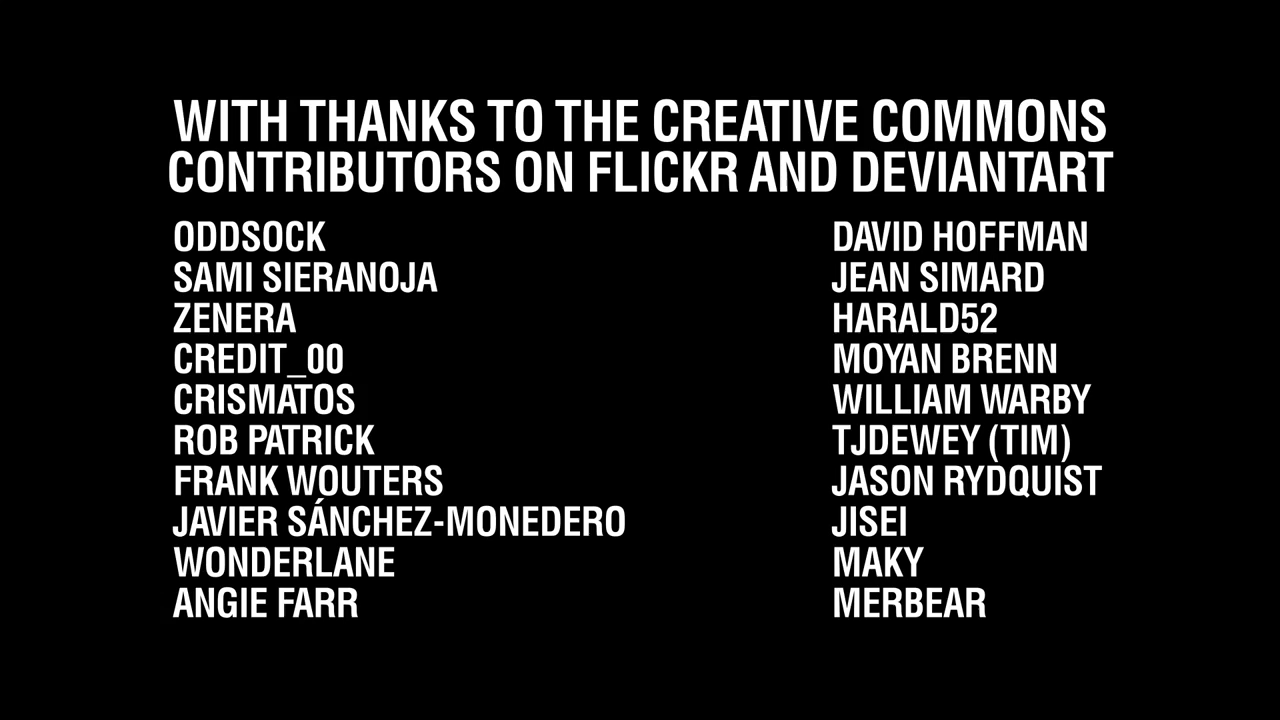 WITH THANKS TO THE CREATIVE COMMONS
CONTRIBUTORS ON FLICKR AND DEVIANTART
ODDSOCK
SAMI SIERANOJA
ZENERA
CREDIT_00
CRISMATOS
ROB PATRICK
FRANK WOUTERS
JAVIER SÁNCHEZ-MONEDERO
WONDERLANE
ANGIE FARR
DAVID HOFFMAN
JEAN SIMARD
HARALD52
MOYAN BRENN
WILLIAM WARBY
TJDEWEY (TIM)
JASON RYDQUIST
JISEI
MAKY
MERBEAR